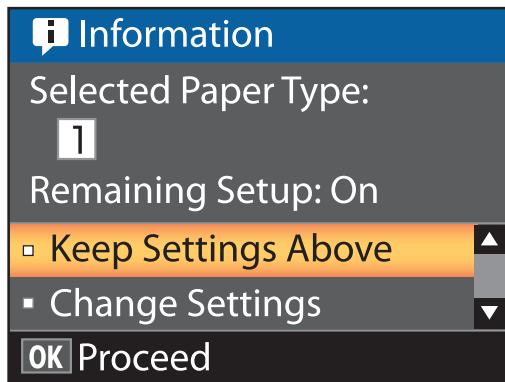 Information
Selected Paper Type:
1
Remaining Setup: On
Keep Settings Above
Change Settings
OK Proceed